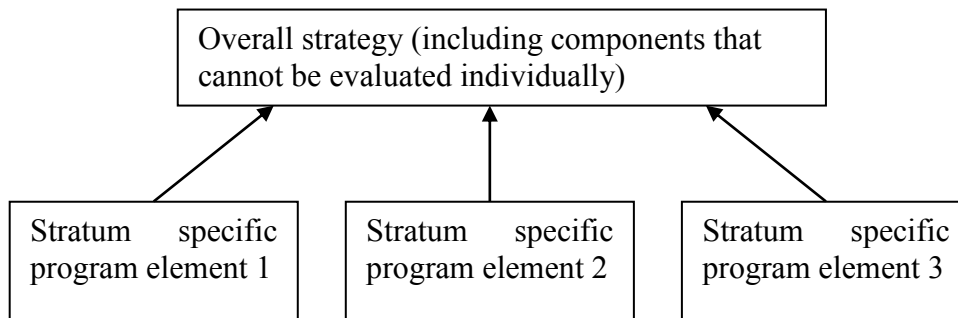 Overall strategy (including components that
cannot be evaluated individually)
Stratum specific
program element 1
Stratum specific
program element 2
Stratum specific
program element 3